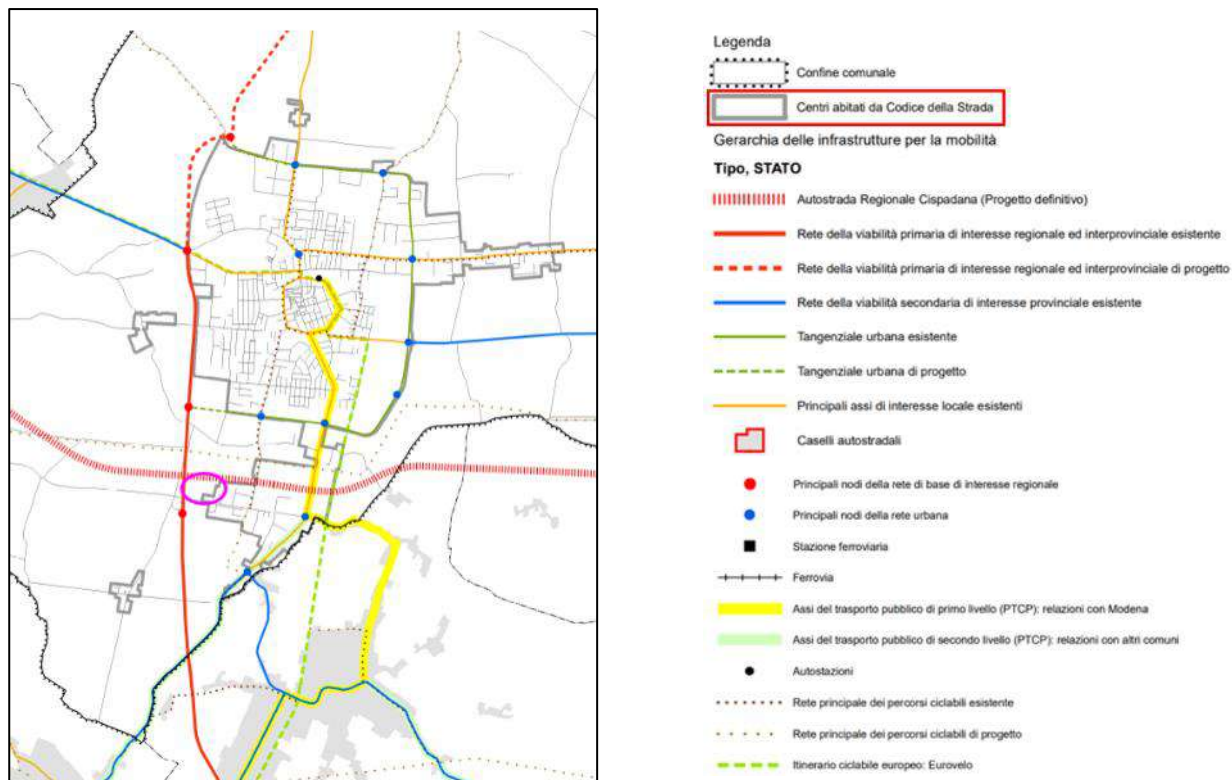 Legenda
Confine comunale
Centri abitati da Codice della Strada
Gerarchia delle infrastrutture per la mobilità
Tipo, STATO
Autostrada Regionale Cispadana (Progetto definitivo)
Rete della viabilità primaria di interesse regionale ed interprovinciale esistente
Rete della viabilità primaria di interesse regionale ed interprovinciale di progetto
Rete della viabilità secondaria di interesse provinciale esistente
Tangenziale urbana esistente
Tangenziale urbana di progetto
Principali assi di interesse locale esistenti
Caselli autostradali
Principali nodi della rete di base di interesse regionale
Principali nodi della rete urbana
Stazione ferroviaria
Ferrovia
Assi del trasporto pubblico di primo livello (PTCP): relazioni con Modena
Assi del trasporto pubblico di secondo livello (PTCP): relazioni con altri comuni
Autostazioni
Rete principale dei percorsi ciclabili esistente
Rete principale dei percorsi ciclabili di progetto
Itinerario ciclabile europeo: Eurovelo